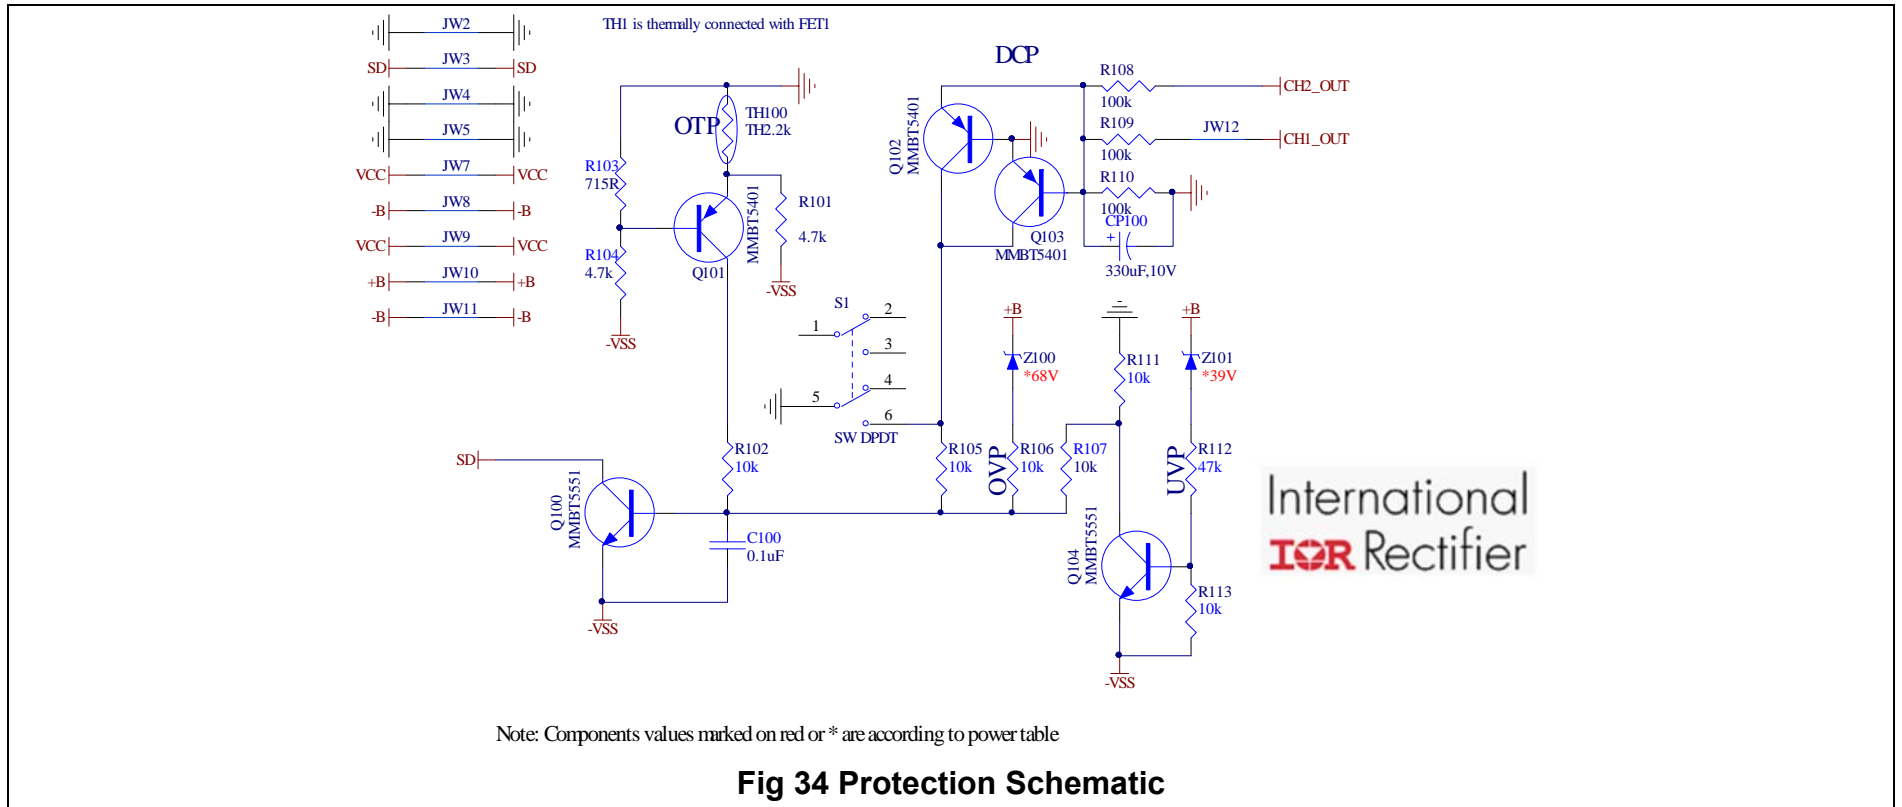 TH1 is thermally connected with FET1
JW2
SD JW3 SD
JW4
JW5
VCC JW7 VCC
-B JW8 -B
VCC JW9 VCC
+B JW10 +B
-B JW11 -B
OTP
TH100
TH2.2k
R103
715R
R104
4.7k
-VSS
Q101
MMBT5401
R101
4.7k
-VSS
DCP
Q102
MMBT5401
Q103
MMBT5401
R108
100k
CH2_OUT
R109
100k
JW12
CH1_OUT
R110
100k
CP100
+
330uF,10V
S1
1
2
3
4
5
6
SW DPDT
+B
Z100
*68V
-
R111
10k
+B
Z101
*39V
SD
R102
10k
R105
10k
OVP
R106
10k
R107
10k
UVP
R112
47k
Q100
MMBT5551
C100
0.1uF
-VSS
Q104
MMBT5551
R113
10k
-VSS
International
IOR Rectifier
Note: Components values marked on red or * are according to power table
Fig 34 Protection Schematic